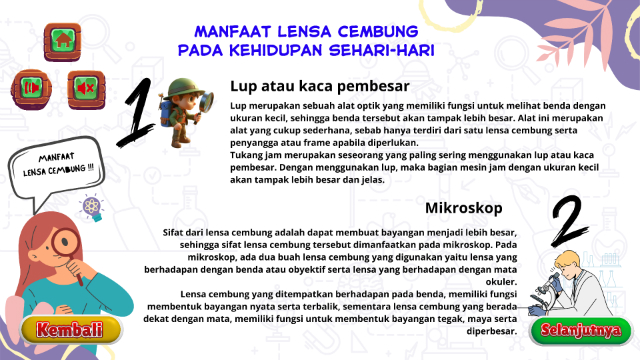 MANFAAT LENSA CEMBUNG
PADA KEHIDUPAN SEHARI-HARI
1
Lup atau kaca pembesar
Lup merupakan sebuah alat optik yang memiliki fungsi untuk melihat benda dengan
ukuran kecil, sehingga benda tersebut akan tampak lebih besar. Alat ini merupakan
alat yang cukup sederhana, sebab hanya terdiri dari satu lensa cembung serta
penyangga atau frame apabila diperlukan.
Tukang jam merupakan seseorang yang paling sering menggunakan lup atau kaca
pembesar. Dengan menggunakan lup, maka bagian mesin jam dengan ukuran kecil
akan tampak lebih besar dan jelas.
MANFAAT
LENSA CEMBUNG !!!
2
Mikroskop
Sifat dari lensa cembung adalah dapat membuat bayangan menjadi lebih besar,
sehingga sifat lensa cembung tersebut dimanfaatkan pada mikroskop. Pada
mikroskop, ada dua buah lensa cembung yang digunakan yaitu lensa yang
berhadapan dengan benda atau obyektif serta lensa yang berhadapan dengan mata
okuler.
Lensa cembung yang ditempatkan berhadapan pada benda, memiliki fungsi
membentuk bayangan nyata serta terbalik, sementara lensa cembung yang berada
dekat dengan mata, memiliki fungsi untuk membentuk bayangan tegak, maya serta
diperbesar.
Kembali
Selanjutnya